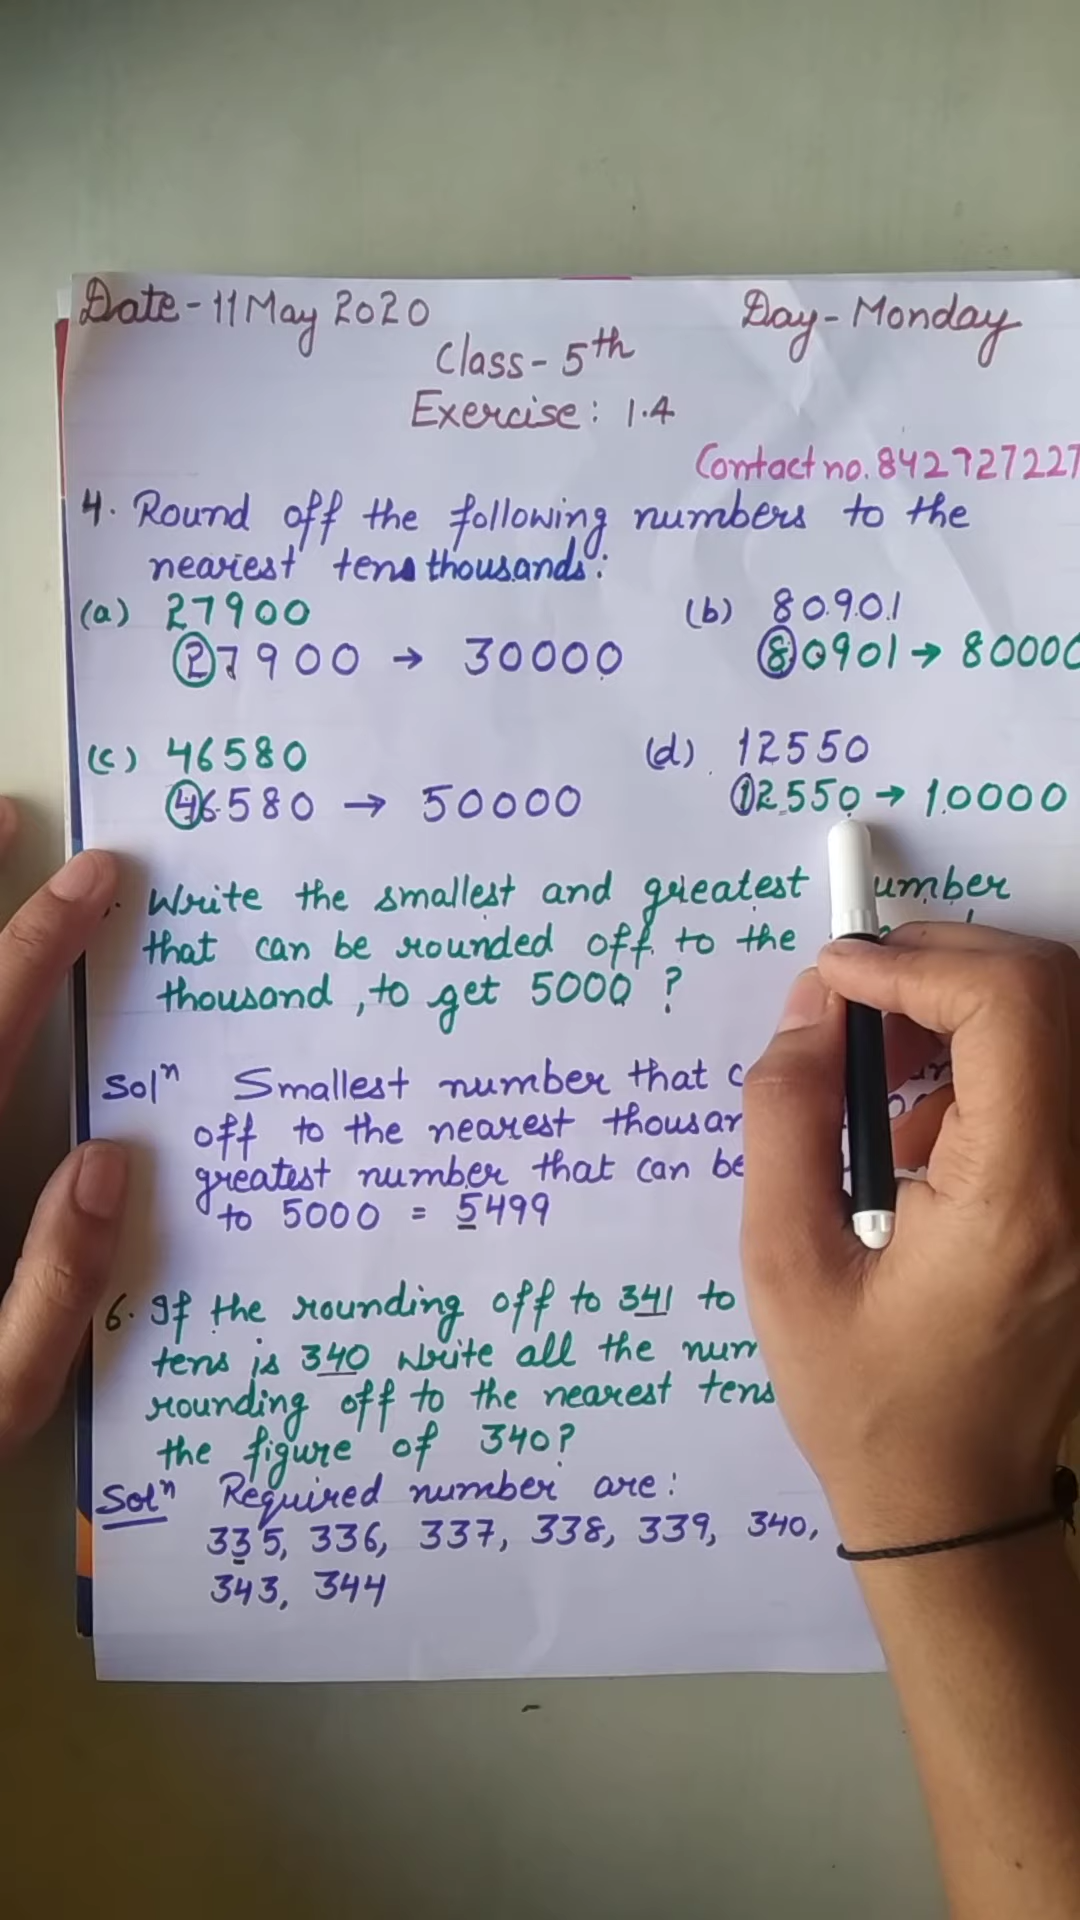 Date - 11 May 2020 Day - Monday
Class - 5th
Exercise: 1.4
Contact no. 842727227
4. Round off the following numbers to the
nearest tens thousands:
(a) 27900 (b) 80901
27900 → 30000 80901 → 80000
(c) 46580 (d) 12550
46580 → 50000 12550 → 10000
Write the smallest and greatest
that can be rounded off to the
thousand, to get 5000 ?
Solⁿ Smallest number that
off to the nearest
greatest number that can be
to 5000 = 5499
6. If the rounding off to 341 to
tens is 340 Write all the
rounding off to the nearest tens
the figure of 340?
Solⁿ Required number are:
335, 336, 337, 338, 339, 340,
343, 344